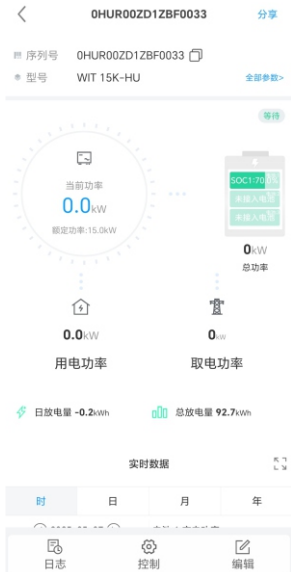 0HUR00ZD1ZBF0033 分享
序列号 0HUR00ZD1ZBF0033
型号 WIT 15K-HU 全部参数>
等待
当前功率
0.0kW
额定功率:15.0kW
SOC1:70.0%
未接入电池
未接入电池
0kW
总功率
0.0kW
用电功率
0kW
取电功率
日放电量 -0.2kWh
总放电量 92.7kWh
实时数据
时 日 月 年
日志 控制 编辑